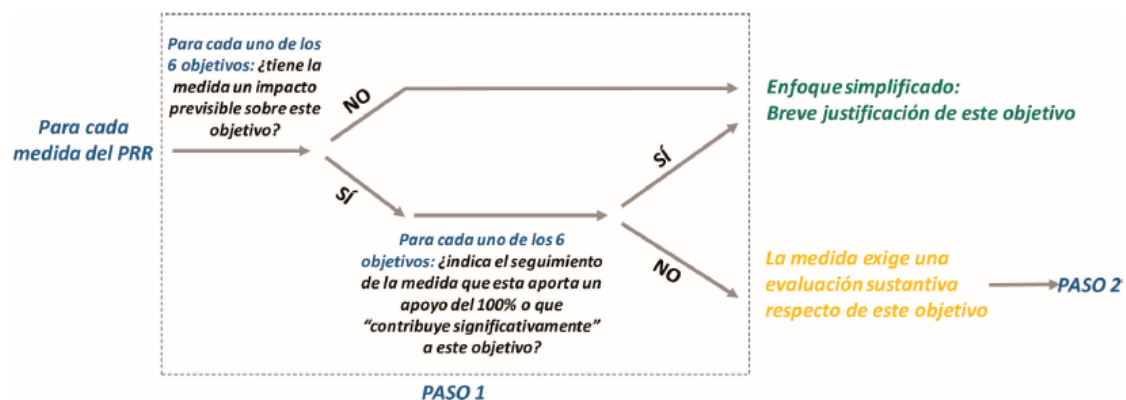 Para cada
medida del PRR
Para cada uno de los
6 objetivos: ¿tiene la
medida un impacto
previsible sobre este
objetivo?
NO
SÍ
Para cada uno de los 6
objetivos: ¿indica el seguimiento
de la medida que esta aporta un
apoyo del 100% o que
“contribuye significativamente”
a este objetivo?
SÍ
NO
Enfoque simplificado:
Breve justificación de este objetivo
La medida exige una
evaluación sustantiva
respecto de este objetivo
PASO 2
PASO 1